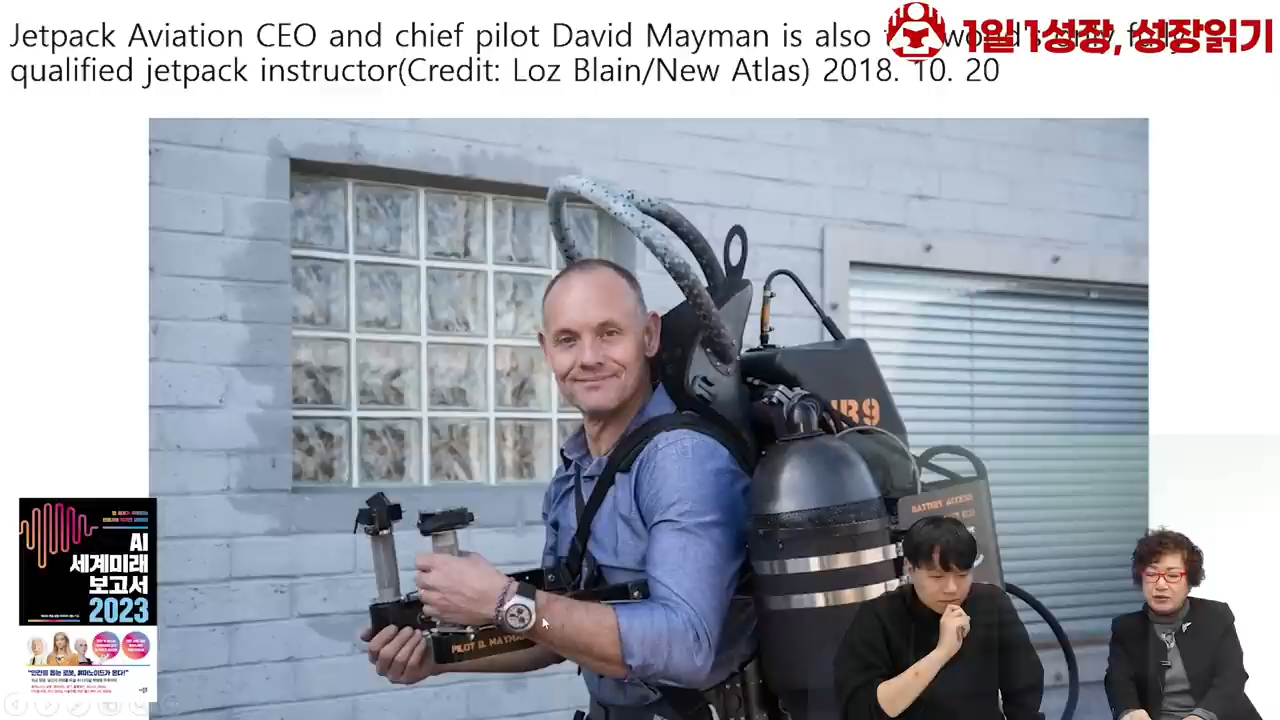 Jetpack Aviation CEO and chief pilot David Mayman is also
1일 1성장, 성장읽기
qualified jetpack instructor(Credit: Loz Blain/New Atlas) 2018. 10. 20
JB9
BATTERY ACCESS
PILOT D. MAYMAN
AI
세계미래
보고서
2023